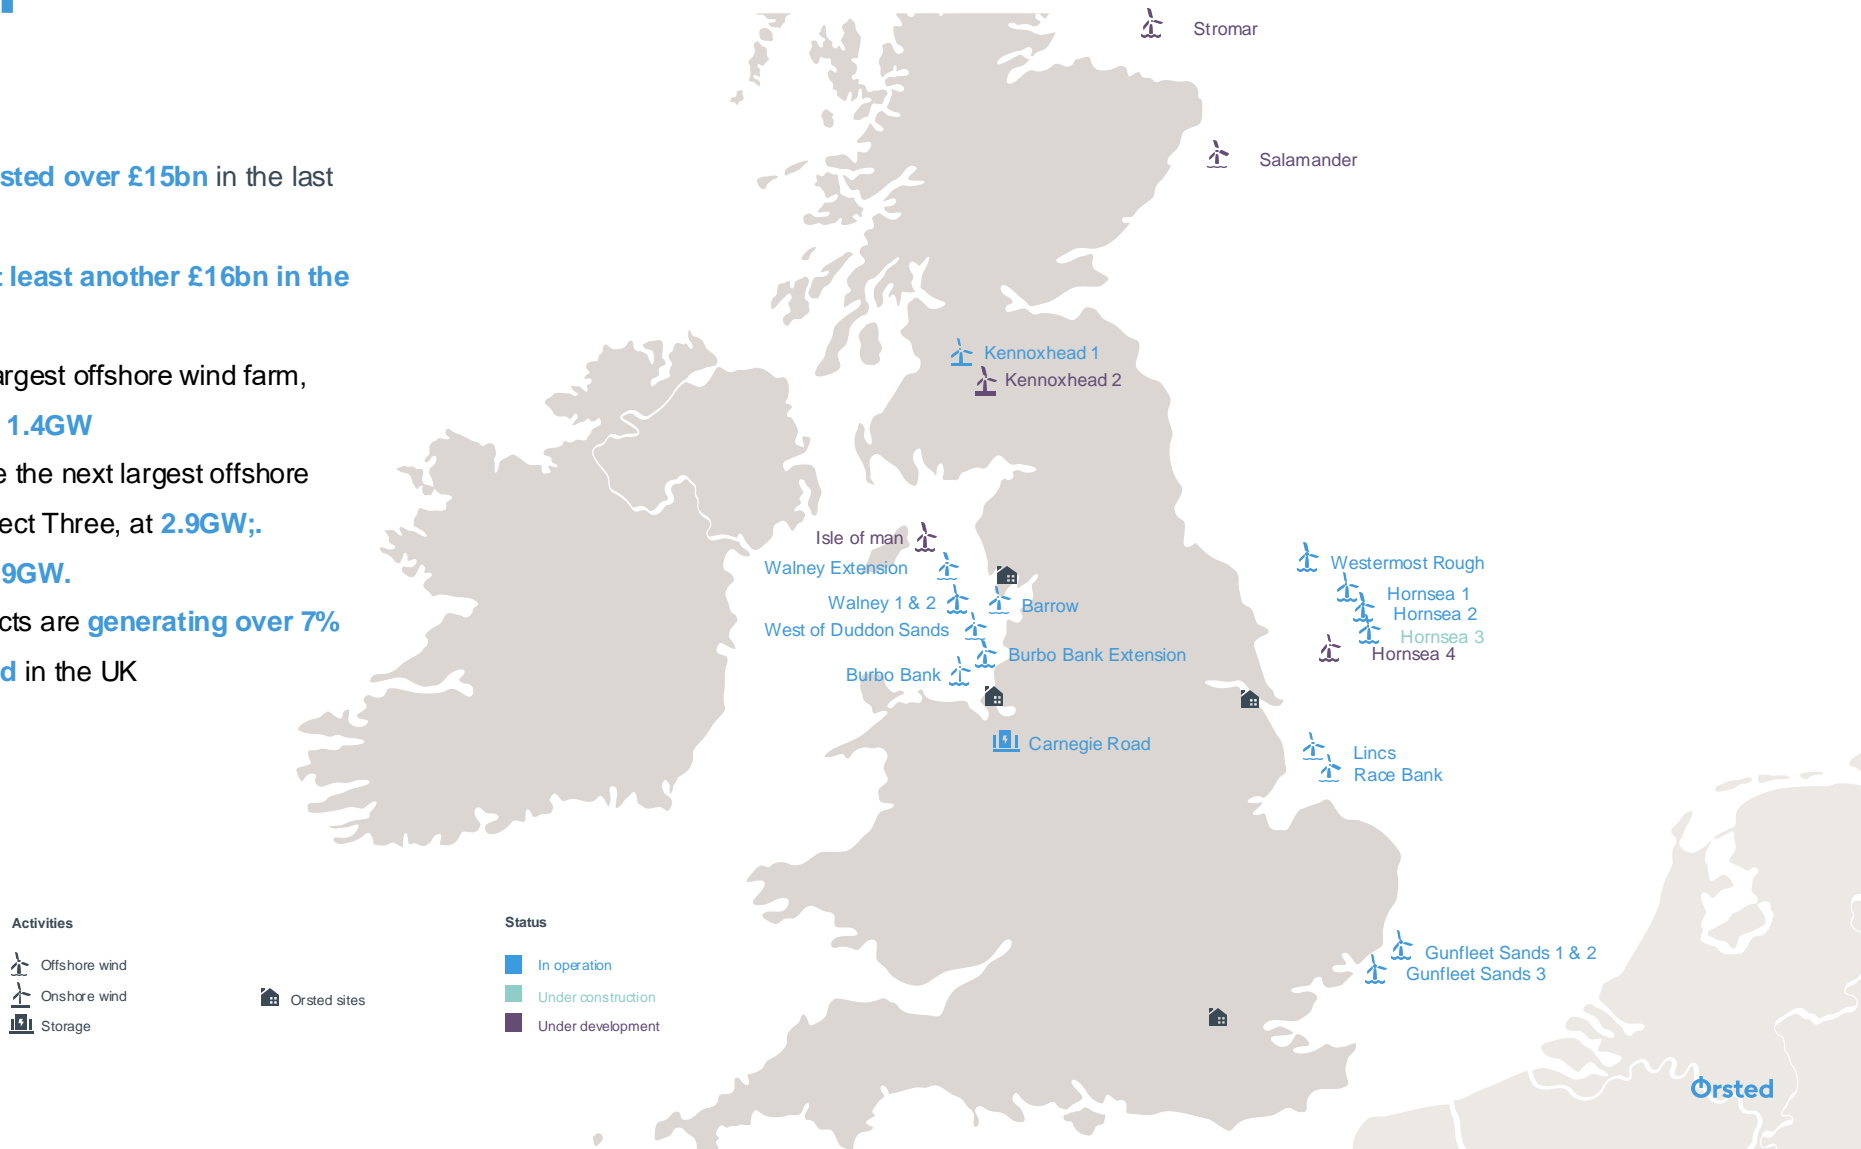 sted over £15bn in the last
t least another £16bn in the
argest offshore wind farm,
1.4GW
e the next largest offshore
ect Three, at 2.9GW;.
9GW.
cts are generating over 7%
d in the UK
Stromar
Salamander
Kennoxhead 1
Kennoxhead 2
Isle of man
Walney Extension
Walney 1 & 2
Barrow
West of Duddon Sands
Burbo Bank Extension
Burbo Bank
Carnegie Road
Westermost Rough
Hornsea 1
Hornsea 2
Hornsea 3
Hornsea 4
Lincs
Race Bank
Gunfleet Sands 1 & 2
Gunfleet Sands 3
Activities
Offshore wind
Onshore wind
Storage
Orsted sites
Status
In operation
Under construction
Under development
Orsted